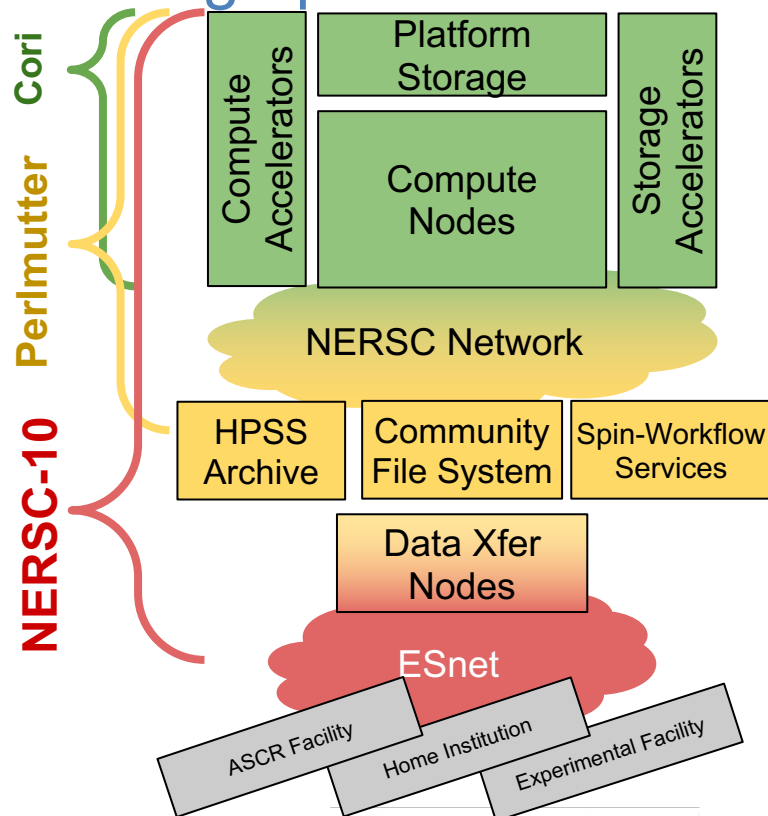 Cori
Perlmutter
NERSC-10
Compute
Accelerators
Platform
Storage
Compute
Nodes
Storage
Accelerators
NERSC Network
HPSS
Archive
Community
File System
Spin-Workflow
Services
Data Xfer
Nodes
ESnet
ASCR Facility
Home Institution
Experimental Facility